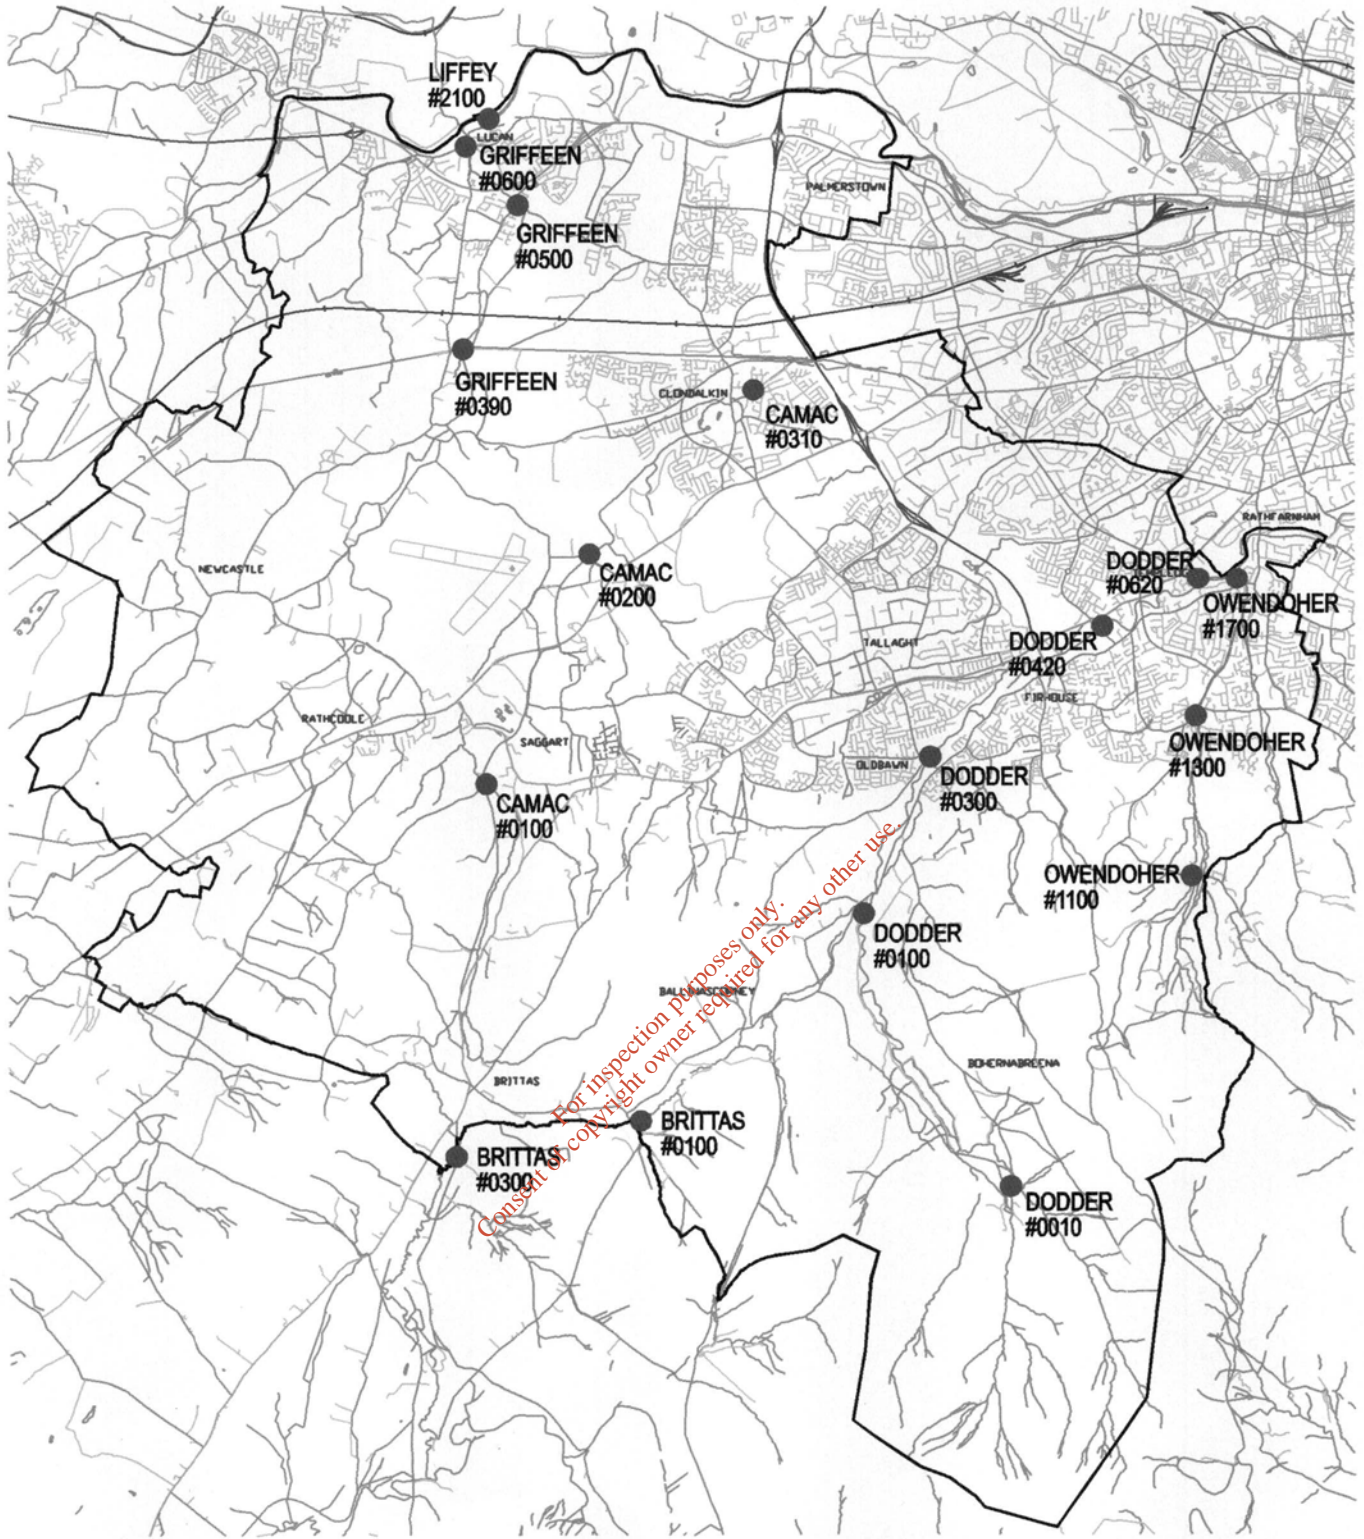 LIFFEY
#2100
LUCAN
GRIFFEEN
#0600
PALMERSTOWN
GRIFFEEN
#0500
GRIFFEEN
#0390
CLONDALKIN
CAMAC
#0310
RATHFARNHAM
NEWCASTLE
CAMAC
#0200
DODDER
#0620
OWENDOHER
#1700
TALLAGHT
DODDER
#0420
FIRHOUSE
RATHCOOLE
SAGGART
OWENDOHER
#1300
OLDBAWN
DODDER
#0300
CAMAC
#0100
OWENDOHER
#1100
DODDER
#0100
BALLINASCORNEY
BOHERNABREENA
BRITTAS
BRITTAS
#0100
BRITTAS
#0300
DODDER
#0010
For inspection purposes only.
Consent of copyright owner required for any other use.